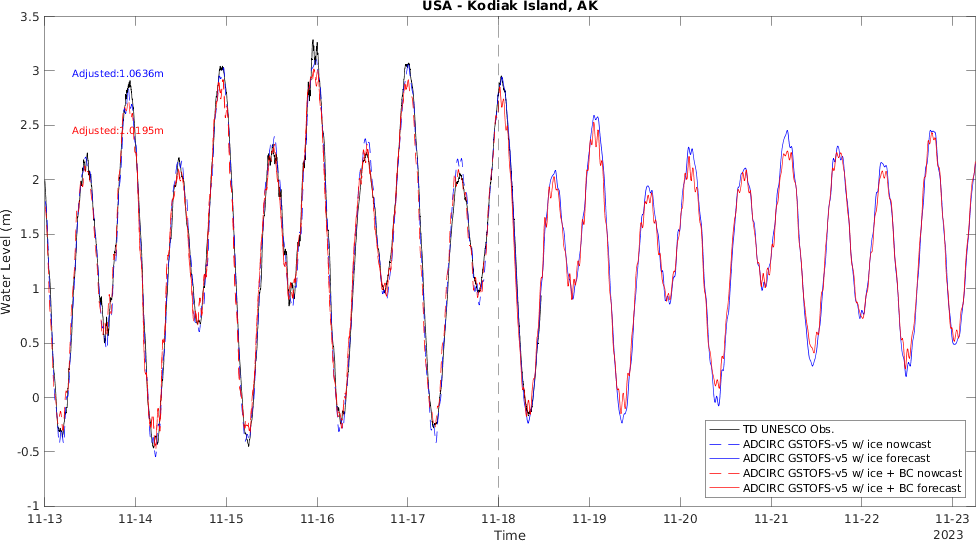 USA - Kodiak Island, AK
3.5
3
2.5
2
1.5
1
0.5
0
-0.5
-1
Water Level (m)
Adjusted:1.0636m
Adjusted:1.0195m
TD UNESCO Obs.
ADCIRC GSTOFS-v5 w/ ice nowcast
ADCIRC GSTOFS-v5 w/ ice forecast
ADCIRC GSTOFS-v5 w/ ice + BC nowcast
ADCIRC GSTOFS-v5 w/ ice + BC forecast
11-13 11-14 11-15 11-16 11-17 11-18 11-19 11-20 11-21 11-22 11-23
Time
2023